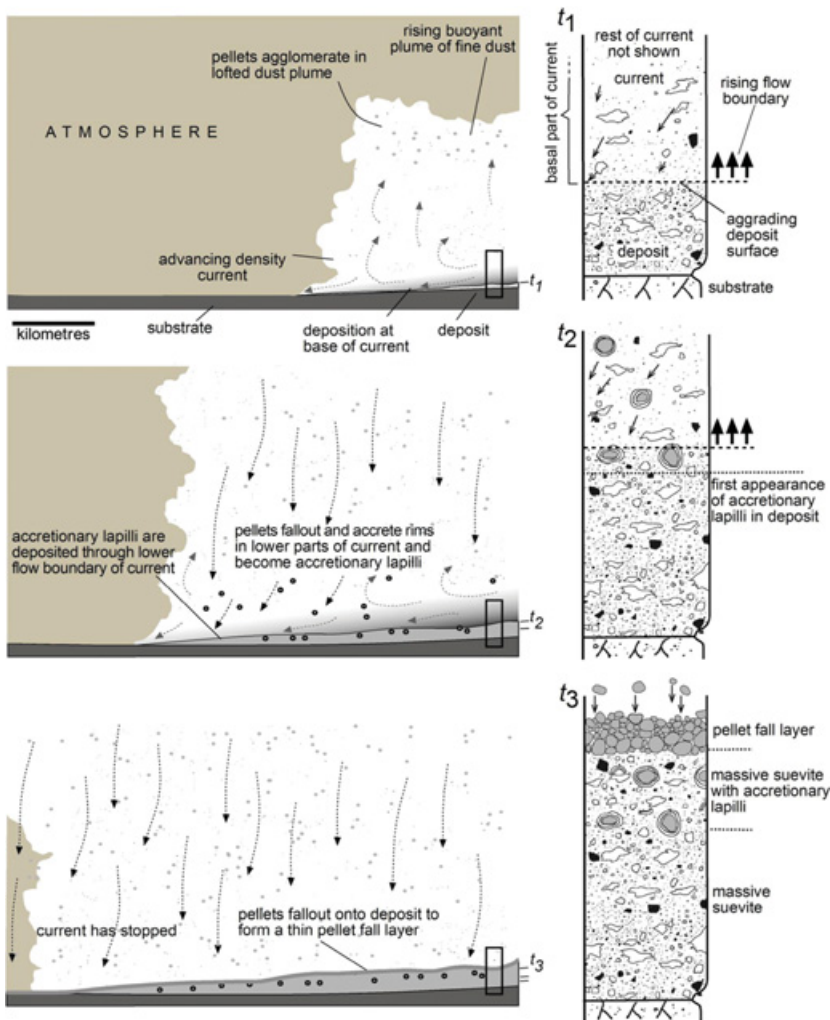 rising buoyant
plume of fine dust
pellets agglomerate in
lofted dust plume
ATMOSPHERE
advancing density
current
t1
kilometres
substrate
deposition at
base of current
deposit
t1
rest of current
not shown
current
basal part of current
rising flow
boundary
aggrading
deposit
surface
deposit
substrate
accretionary lapilli are
deposited through lower
flow boundary of current
pellets fallout and accrete rims
in lower parts of current and
become accretionary lapilli
t2
t2
first appearance
of accretionary
lapilli in deposit
current has stopped
pellets fallout onto deposit to
form a thin pellet fall layer
t3
t3
pellet fall layer
massive suevite
with accretionary
lapilli
massive
suevite